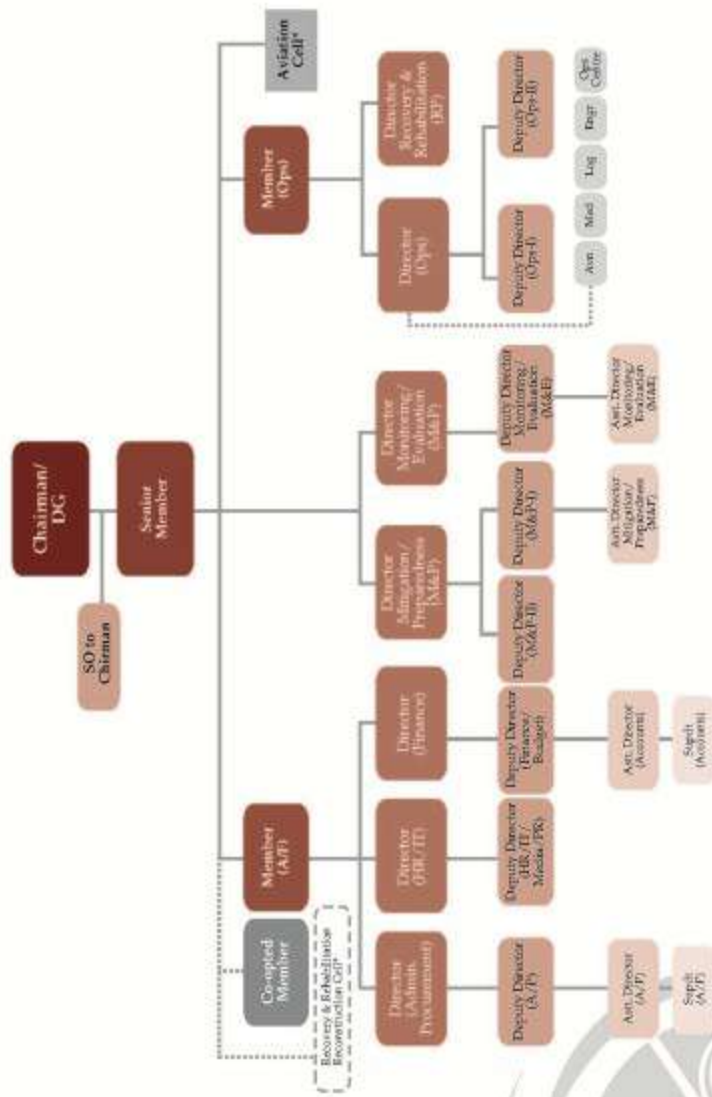 Chairman/
DG
SO to
Chirman
Senior
Member
Co-opted
Member
Member
(A/F)
Member
(Ops)
Aviation
Cell*
Recovery & Rehabilitation
Reconstruction Cell*
Director
(Admin,
Procurement)
Director
(HR/IT)
Director
(Finance)
Director
Mitigation/
Preparedness
(M&P)
Director
Monitoring/
Evaluation
Director
(Ops)
Director
Recovery &
Rehabilitation
Deputy Director
(A/P)
Deputy Director
(HR/IT/
Media/PR)
Deputy Director
(Finance/
Budget)
Deputy Director
(M&P-II)
Deputy Director
(M&P-I)
Deputy Director
Monitoring/
Evaluation
(M&E)
Deputy Director
(Ops-I)
Deputy Director
(Ops-II)
Avn
Med
Log
Engr
Ops
Centre
Asst. Director
(A/P)
Asst. Director
(Accounts)
Asst. Director
Mitigation/
Preparedness
(M&P)
Asst. Director
Monitoring/
Evaluation
(M&E)
Supdt
(A/P)
Supdt
(Accounts)